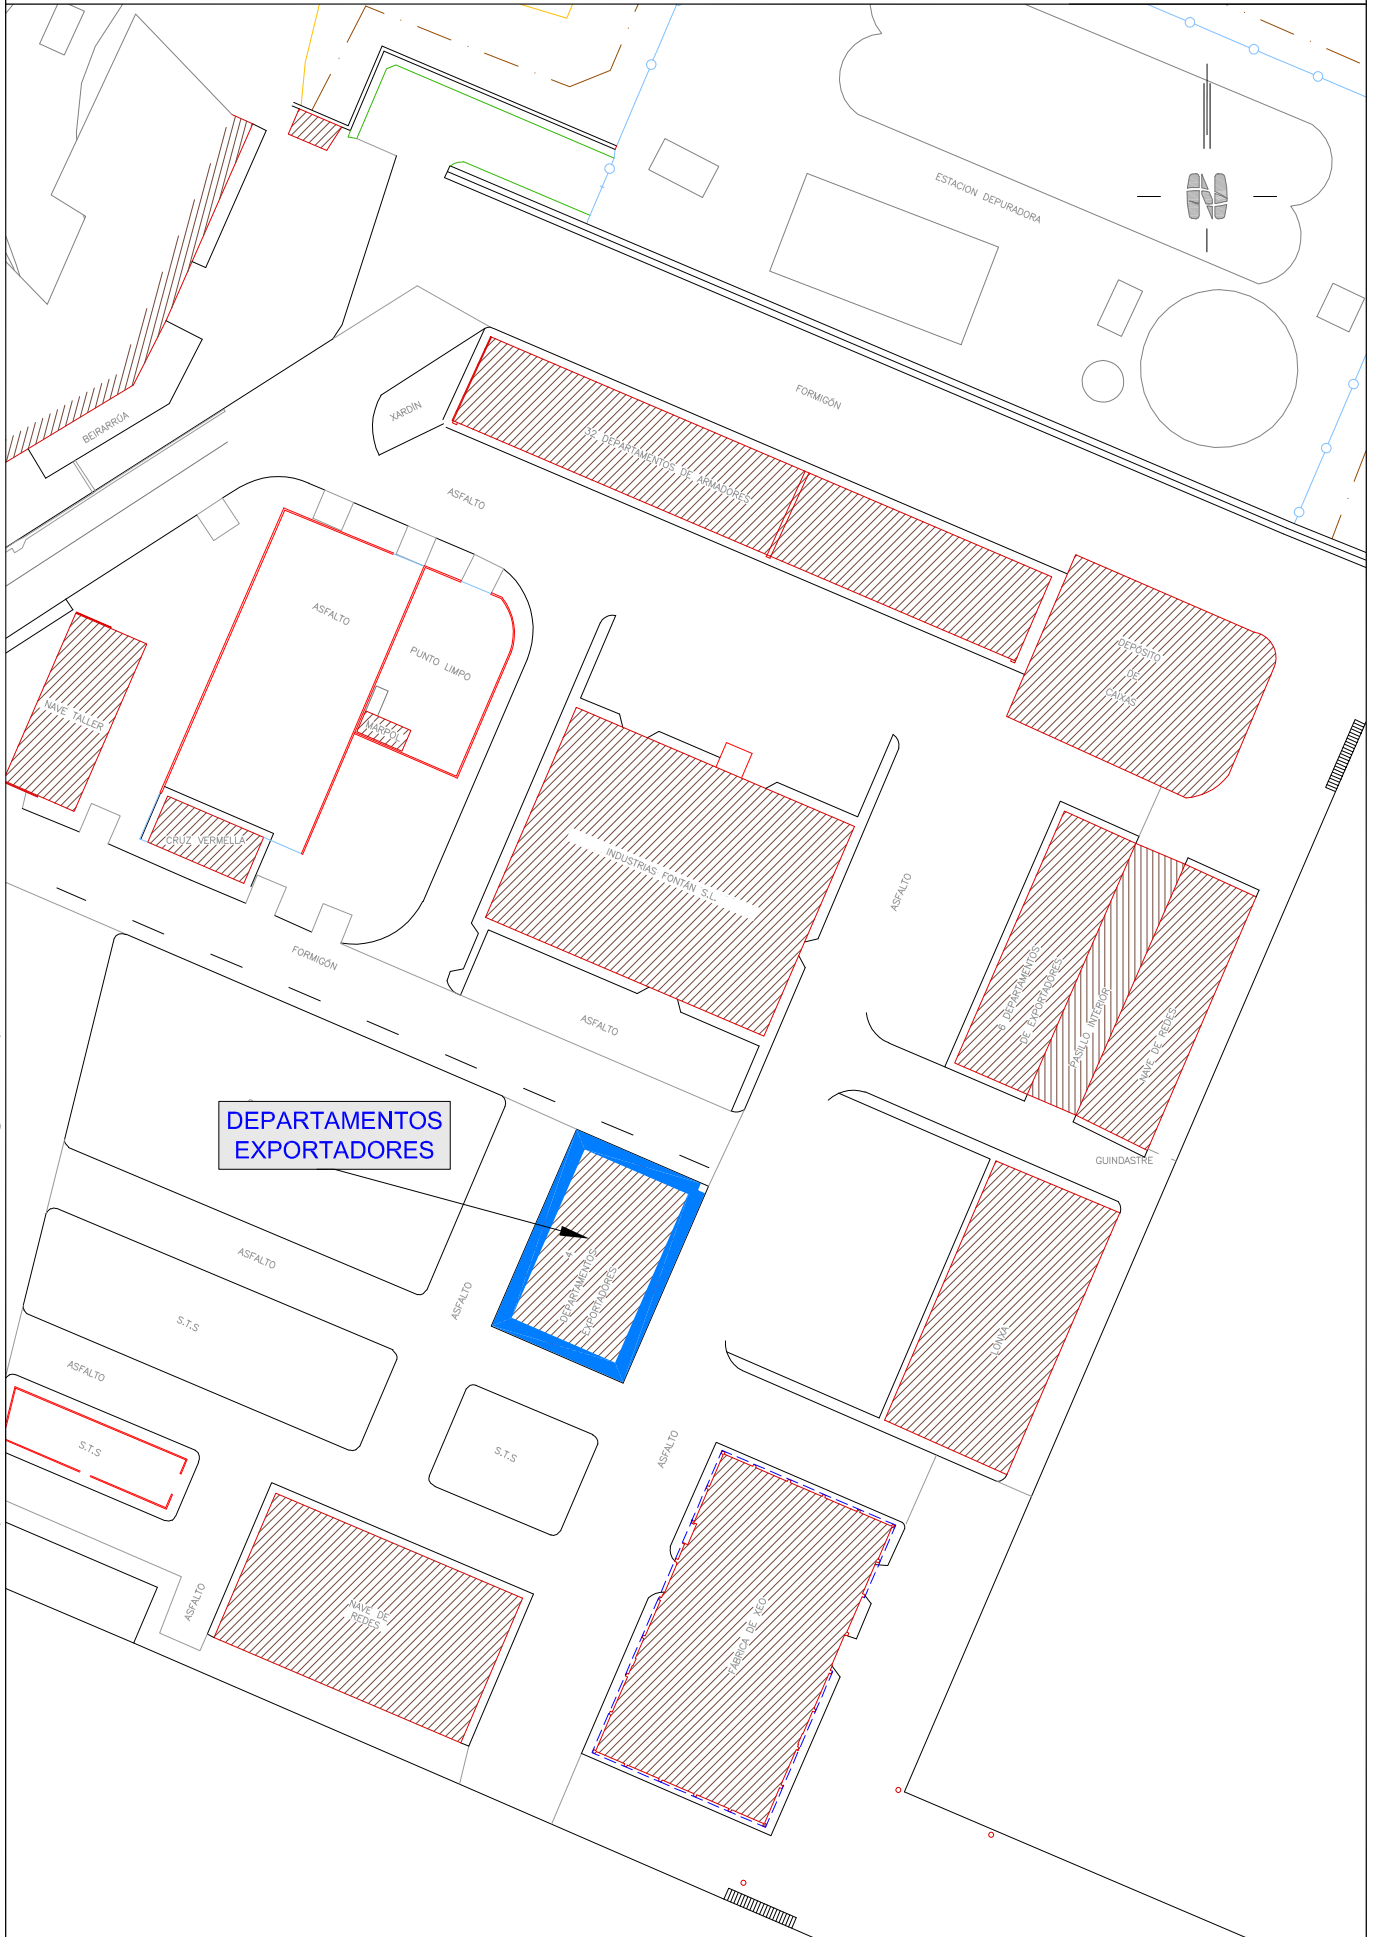 ESTACION DEPURADORA
N
FORMIGÓN
XARDÍN
BEIRARRÚA
32 DEPARTAMENTOS DE ARMADORES
ASFALTO
ASFALTO
PUNTO LIMPO
DEPÓSITO
DE
CAIXAS
NAVE TALLER
MARPOL
CRUZ VERMELLA
INDUSTRIAS FONTÁN S.L.
ASFALTO
FORMIGÓN
6 DEPARTAMENTOS
DE EXPORTADORES
PASILLO INTERIOR
NAVE DE REDES
ASFALTO
GUINDASTRE
DEPARTAMENTOS
EXPORTADORES
4
DEPARTAMENTOS
EXPORTADORES
ASFALTO
ASFALTO
S.T.S
LONXA
ASFALTO
S.T.S
S.T.S
ASFALTO
ASFALTO
NAVE DE
REDES
FÁBRICA DE XEO